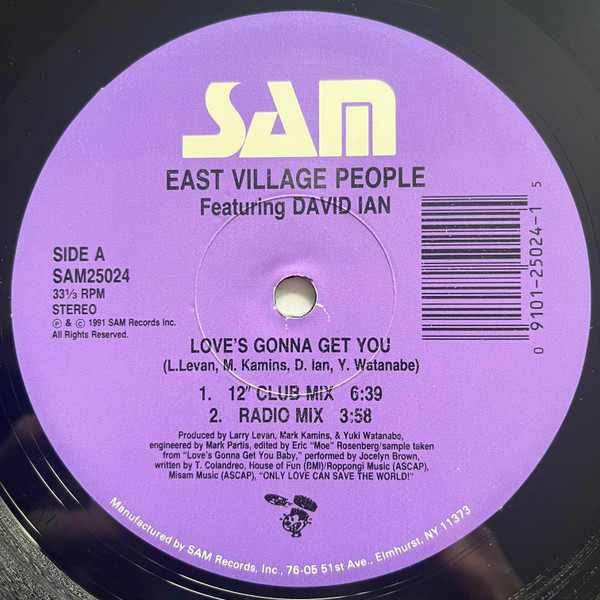 SAM
EAST VILLAGE PEOPLE
Featuring DAVID IAN
SIDE A
SAM25024
33⅓ RPM
STEREO
℗ & © 1991 SAM Records Inc.
All Rights Reserved.
0 9101-25024-1 5
LOVE'S GONNA GET YOU
(L.Levan, M. Kamins, D. Ian, Y. Watanabe)
1. 12" CLUB MIX 6:39
2. RADIO MIX 3:58
Produced by Larry Levan, Mark Kamins, & Yuki Watanabe,
engineered by Mark Partis, edited by Eric "Moe" Rosenberg/sample taken
from "Love's Gonna Get You Baby," performed by Jocelyn Brown,
written by T. Colandreo, House of Fun (BMI)/Roppongi Music (ASCAP),
Misam Music (ASCAP), "ONLY LOVE CAN SAVE THE WORLD!"
Manufactured by SAM Records, Inc., 76-05 51st Ave., Elmhurst, NY 11373